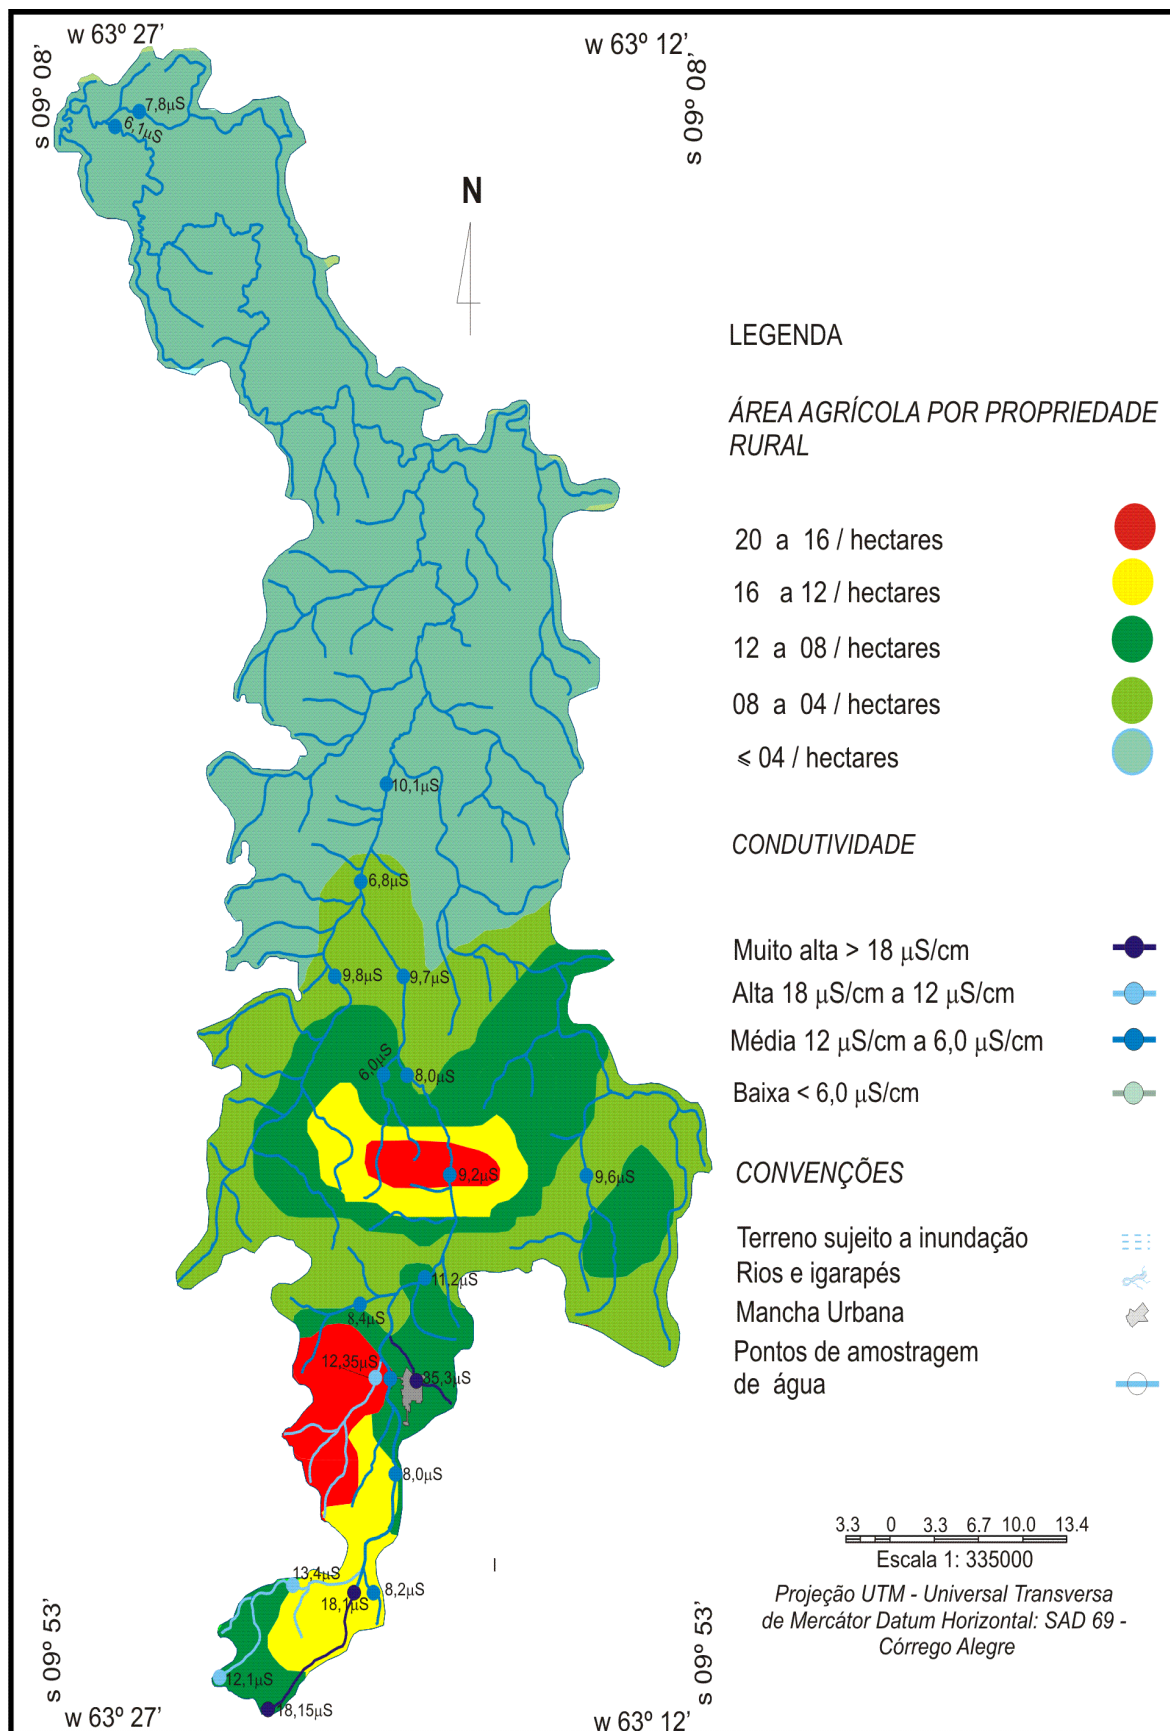 w 63º 27’
w 63º 12’
s 09º 08’
s 09º 08’
7,8µS
6,1µS
N
LEGENDA
ÁREA AGRÍCOLA POR PROPRIEDADE
RURAL
20 a 16 / hectares
16 a 12 / hectares
12 a 08 / hectares
08 a 04 / hectares
⩽ 04 / hectares
10,1µS
CONDUTIVIDADE
6,8µS
Muito alta > 18 µS/cm
9,8µS
9,7µS
Alta 18 µS/cm a 12 µS/cm
Média 12 µS/cm a 6,0 µS/cm
6,0µS
8,0µS
Baixa < 6,0 µS/cm
9,2µS
9,6µS
CONVENÇÕES
Terreno sujeito a inundação
Rios e igarapés
11,2µS
8,4µS
Mancha Urbana
Pontos de amostragem
de água
12,35µS
35,3µS
8,0µS
3.3 0 3.3 6.7 10.0 13.4
Escala 1: 335000
13,4µS
18,1µS
8,2µS
Projeção UTM - Universal Transversa
de Mercátor Datum Horizontal: SAD 69 -
Córrego Alegre
12,1µS
18,15µS
s 09º 53’
s 09º 53’
w 63º 27’
w 63º 12’